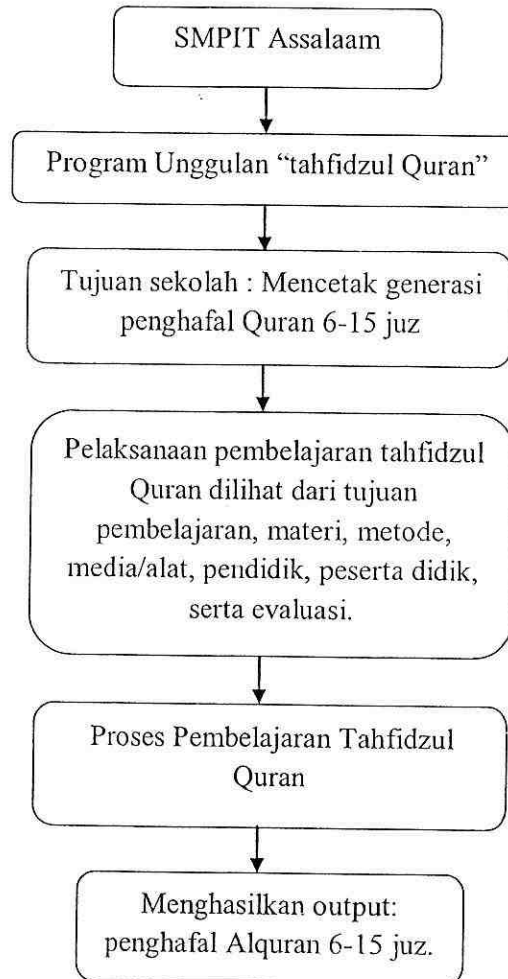 SMPIT Assalaam
Program Unggulan “tahfidzul Quran”
Tujuan sekolah : Mencetak generasi
penghafal Quran 6-15 juz
Pelaksanaan pembelajaran tahfidzul
Quran dilihat dari tujuan
pembelajaran, materi, metode,
media/alat, pendidik, peserta didik,
serta evaluasi.
Proses Pembelajaran Tahfidzul
Quran
Menghasilkan output:
penghafal Alquran 6-15 juz.